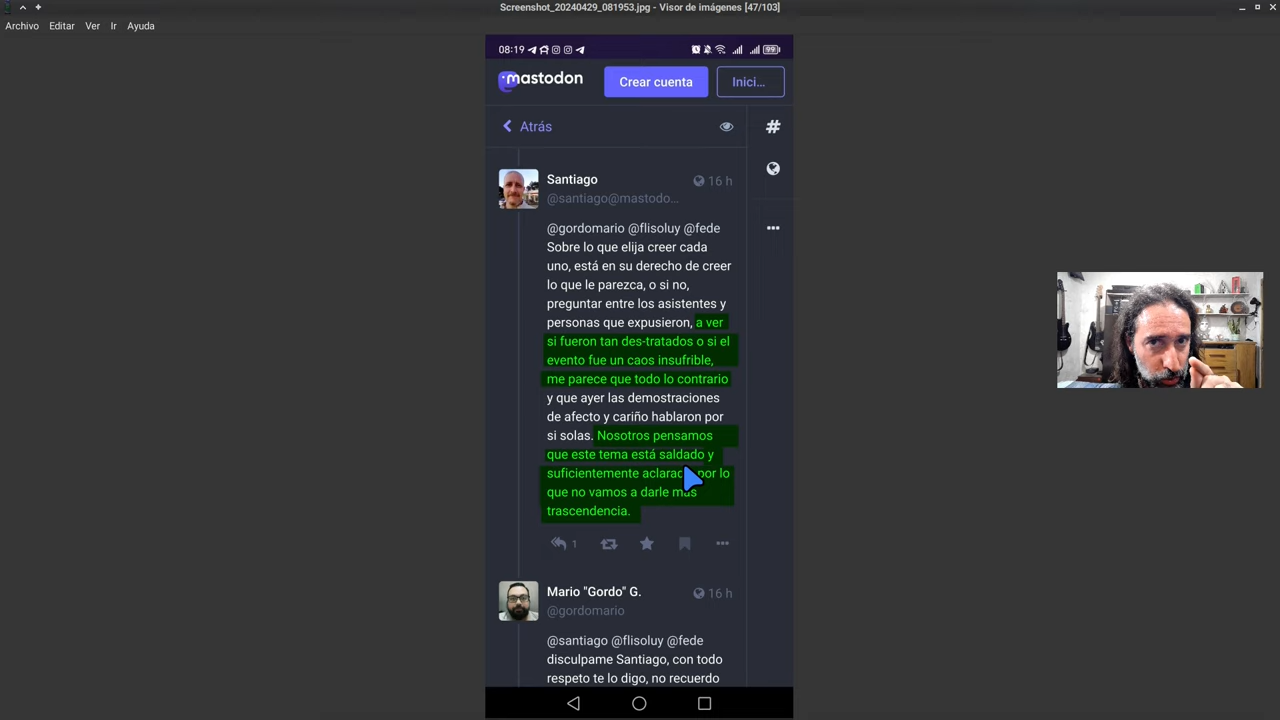 Screenshot_20240429_081953.jpg - Visor de imágenes [47/103]
Archivo Editar Ver Ir Ayuda
08:19 99
mastodon Crear cuenta Inici…
Atrás
Santiago 16 h
@santiago@mastodo…
@gordomario @flisoluy @fede
Sobre lo que elija creer cada
uno, está en su derecho de creer
lo que le parezca, o si no,
preguntar entre los asistentes y
personas que expusieron, a ver
si fueron tan des-tratados o si el
evento fue un caos insufrible,
me parece que todo lo contrario
y que ayer las demostraciones
de afecto y cariño hablaron por
si solas. Nosotros pensamos
que este tema está saldado y
suficientemente aclarado por lo
que no vamos a darle más
trascendencia.
1
Mario "Gordo" G. 16 h
@gordomario
@santiago @flisoluy @fede
disculpame Santiago, con todo
respeto te lo digo, no recuerdo